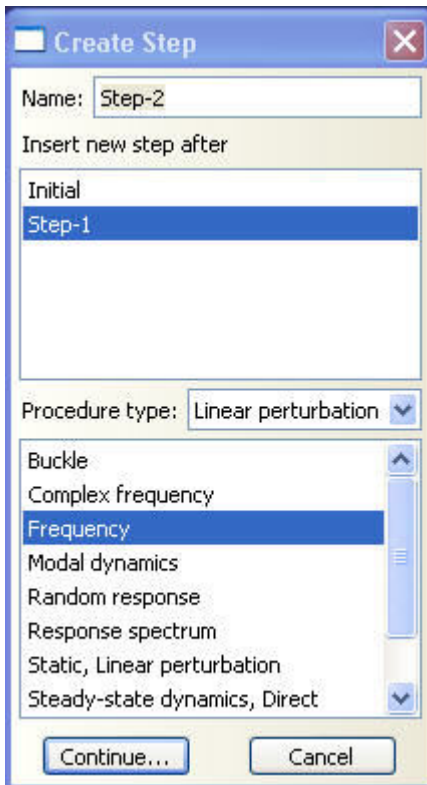 Create Step
Name: Step-2
Insert new step after
Initial
Step-1
Procedure type: Linear perturbation
Buckle
Complex frequency
Frequency
Modal dynamics
Random response
Response spectrum
Static, Linear perturbation
Steady-state dynamics, Direct
Continue... Cancel